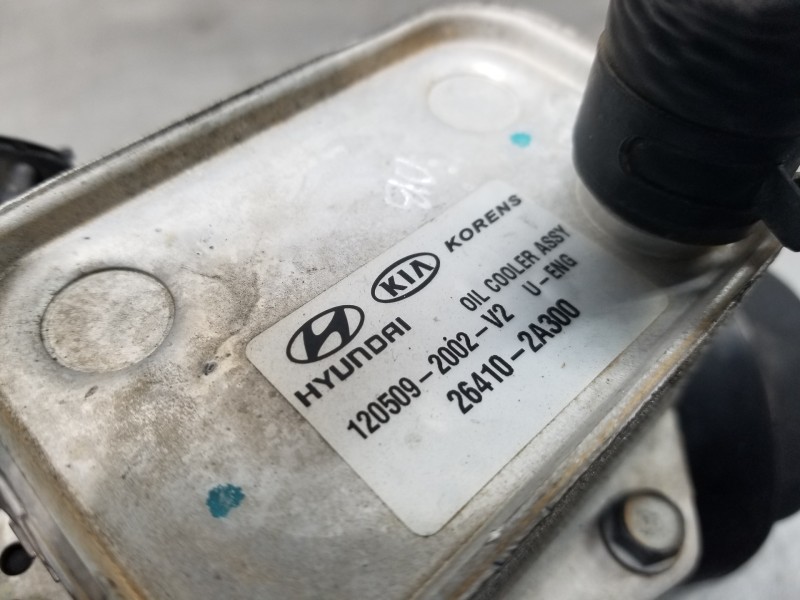 KIA KORENS
HYUNDAI OIL COOLER ASSY
120509-2002-V2 U-ENG
26410-2A300